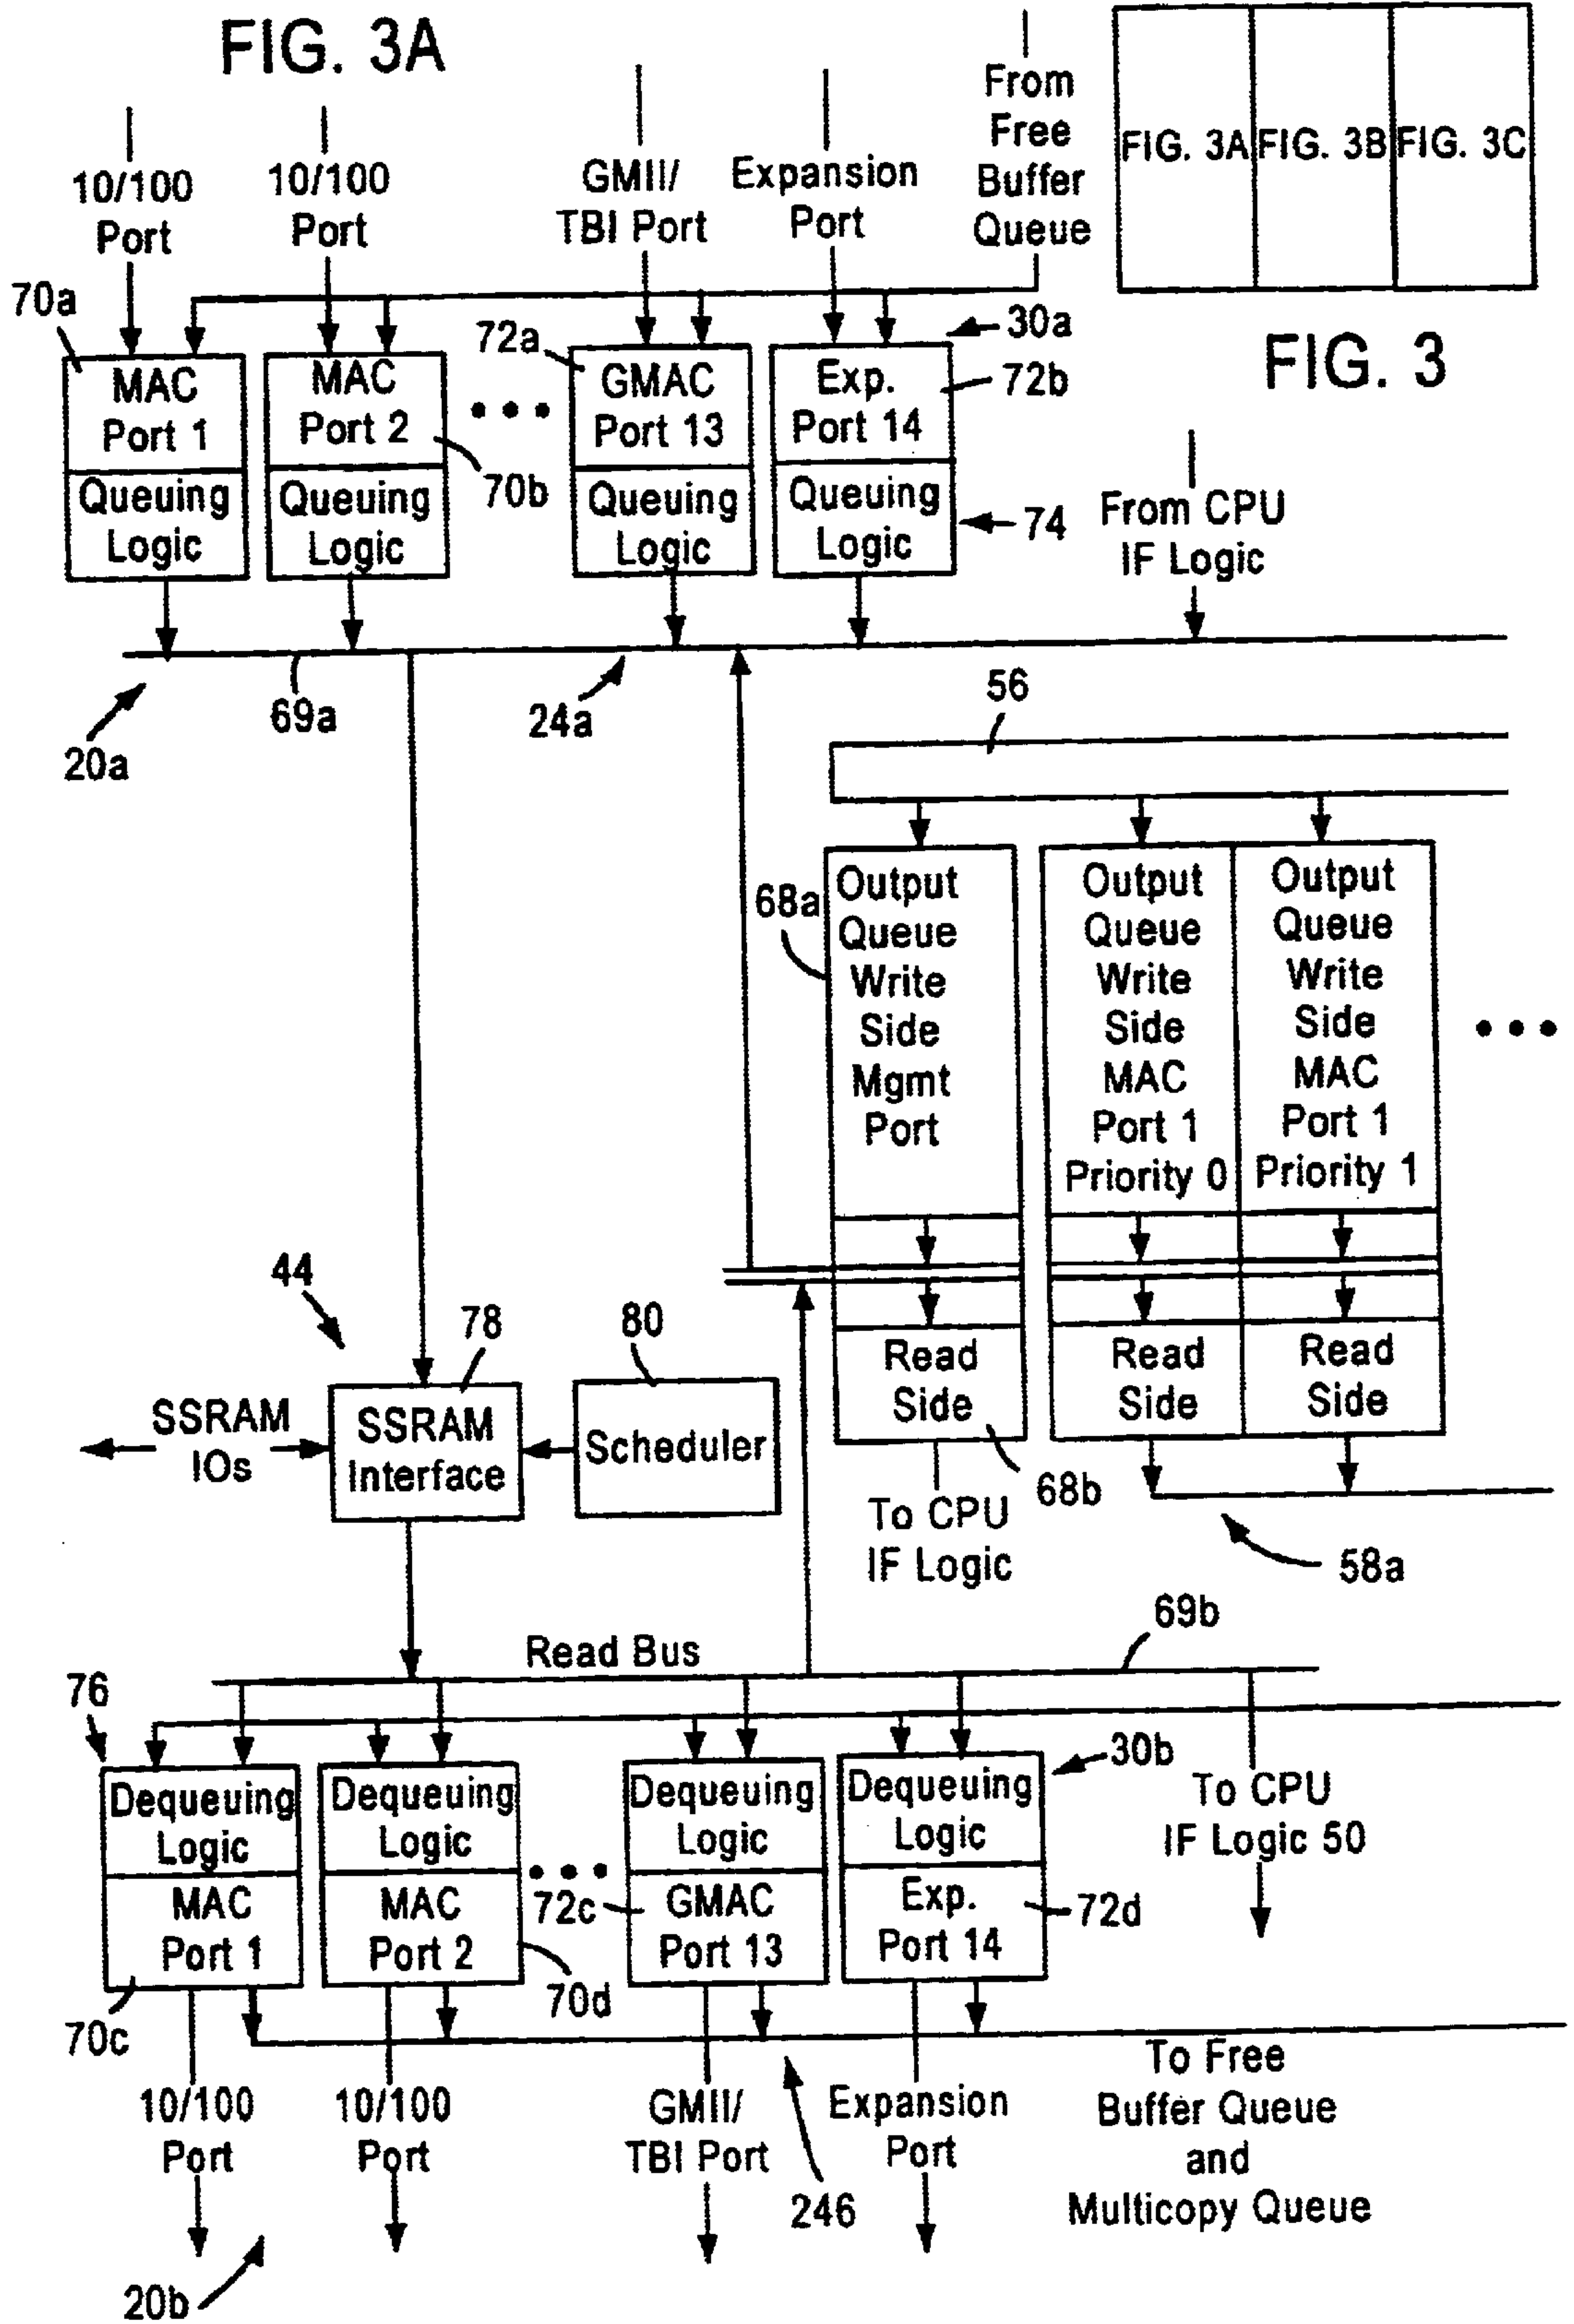 FIG. 3A
From
Free
Buffer
Queue
FIG. 3A
FIG. 3B
FIG. 3C
FIG. 3
10/100
Port
10/100
Port
GMII/
TBI Port
Expansion
Port
70a
72a
30a
MAC
Port 1
MAC
Port 2
GMAC
Port 13
Exp.
Port 14
72b
70b
Queuing
Logic
Queuing
Logic
Queuing
Logic
Queuing
Logic
74
From CPU
IF Logic
20a
69a
24a
56
68a
Output
Queue
Write
Side
Mgmt
Port
Output
Queue
Write
Side
MAC
Port 1
Priority 0
Output
Queue
Write
Side
MAC
Port 1
Priority 1
44
78
80
SSRAM
IOs
SSRAM
Interface
Scheduler
Read
Side
Read
Side
Read
Side
68b
To CPU
IF Logic
58a
69b
Read Bus
76
30b
Dequeuing
Logic
Dequeuing
Logic
Dequeuing
Logic
Dequeuing
Logic
To CPU
IF Logic 50
MAC
Port 1
MAC
Port 2
72c
GMAC
Port 13
Exp.
Port 14
72d
70c
70d
10/100
Port
10/100
Port
GMII/
TBI Port
Expansion
Port
To Free
Buffer Queue
and
Multicopy Queue
246
20b